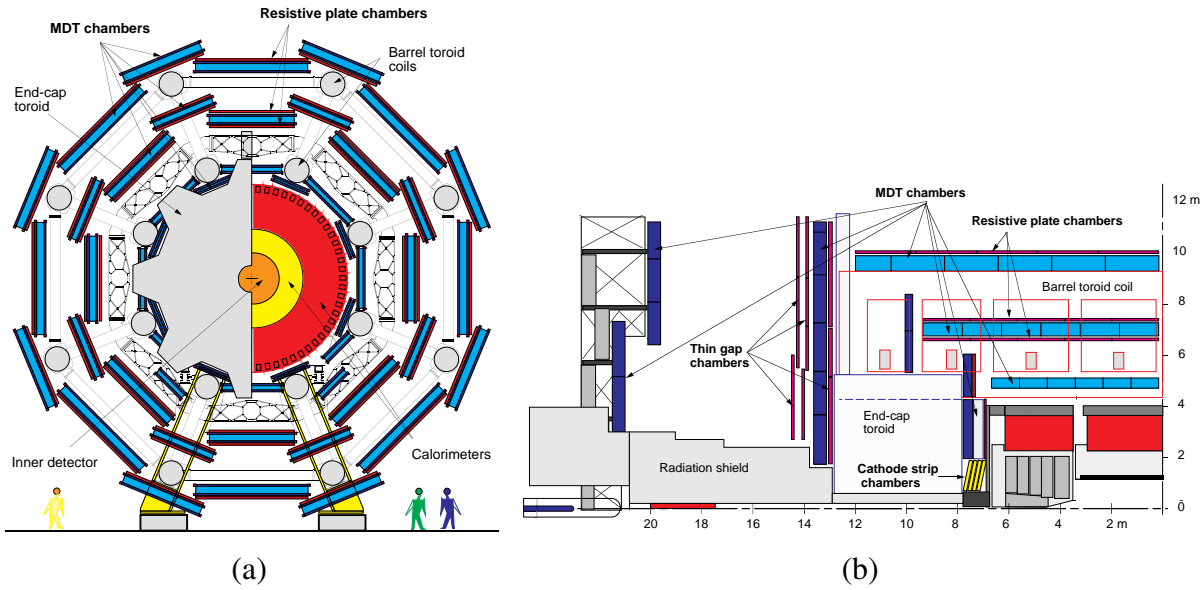 MDT chambers
Resistive plate chambers
Barrel toroid
coils
End-cap
toroid
Inner detector
Calorimeters
(a)
MDT chambers
Resistive plate chambers
Barrel toroid coil
Thin gap
chambers
End-cap
toroid
Radiation shield
Cathode strip
chambers
12 m
10
8
6
4
2
0
20 18 16 14 12 10 8 6 4 2 m
(b)